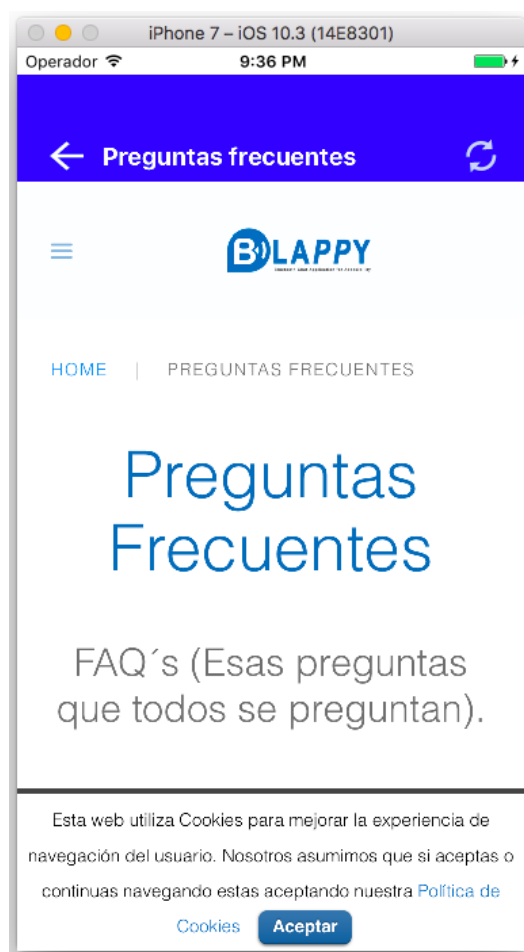 iPhone 7 – iOS 10.3 (14E8301)
Operador 9:36 PM
Preguntas frecuentes
BLAPPY
HOME | PREGUNTAS FRECUENTES
Preguntas
Frecuentes
FAQ´s (Esas preguntas
que todos se preguntan).
Esta web utiliza Cookies para mejorar la experiencia de
navegación del usuario. Nosotros asumimos que si aceptas o
continuas navegando estas aceptando nuestra Política de
Cookies Aceptar